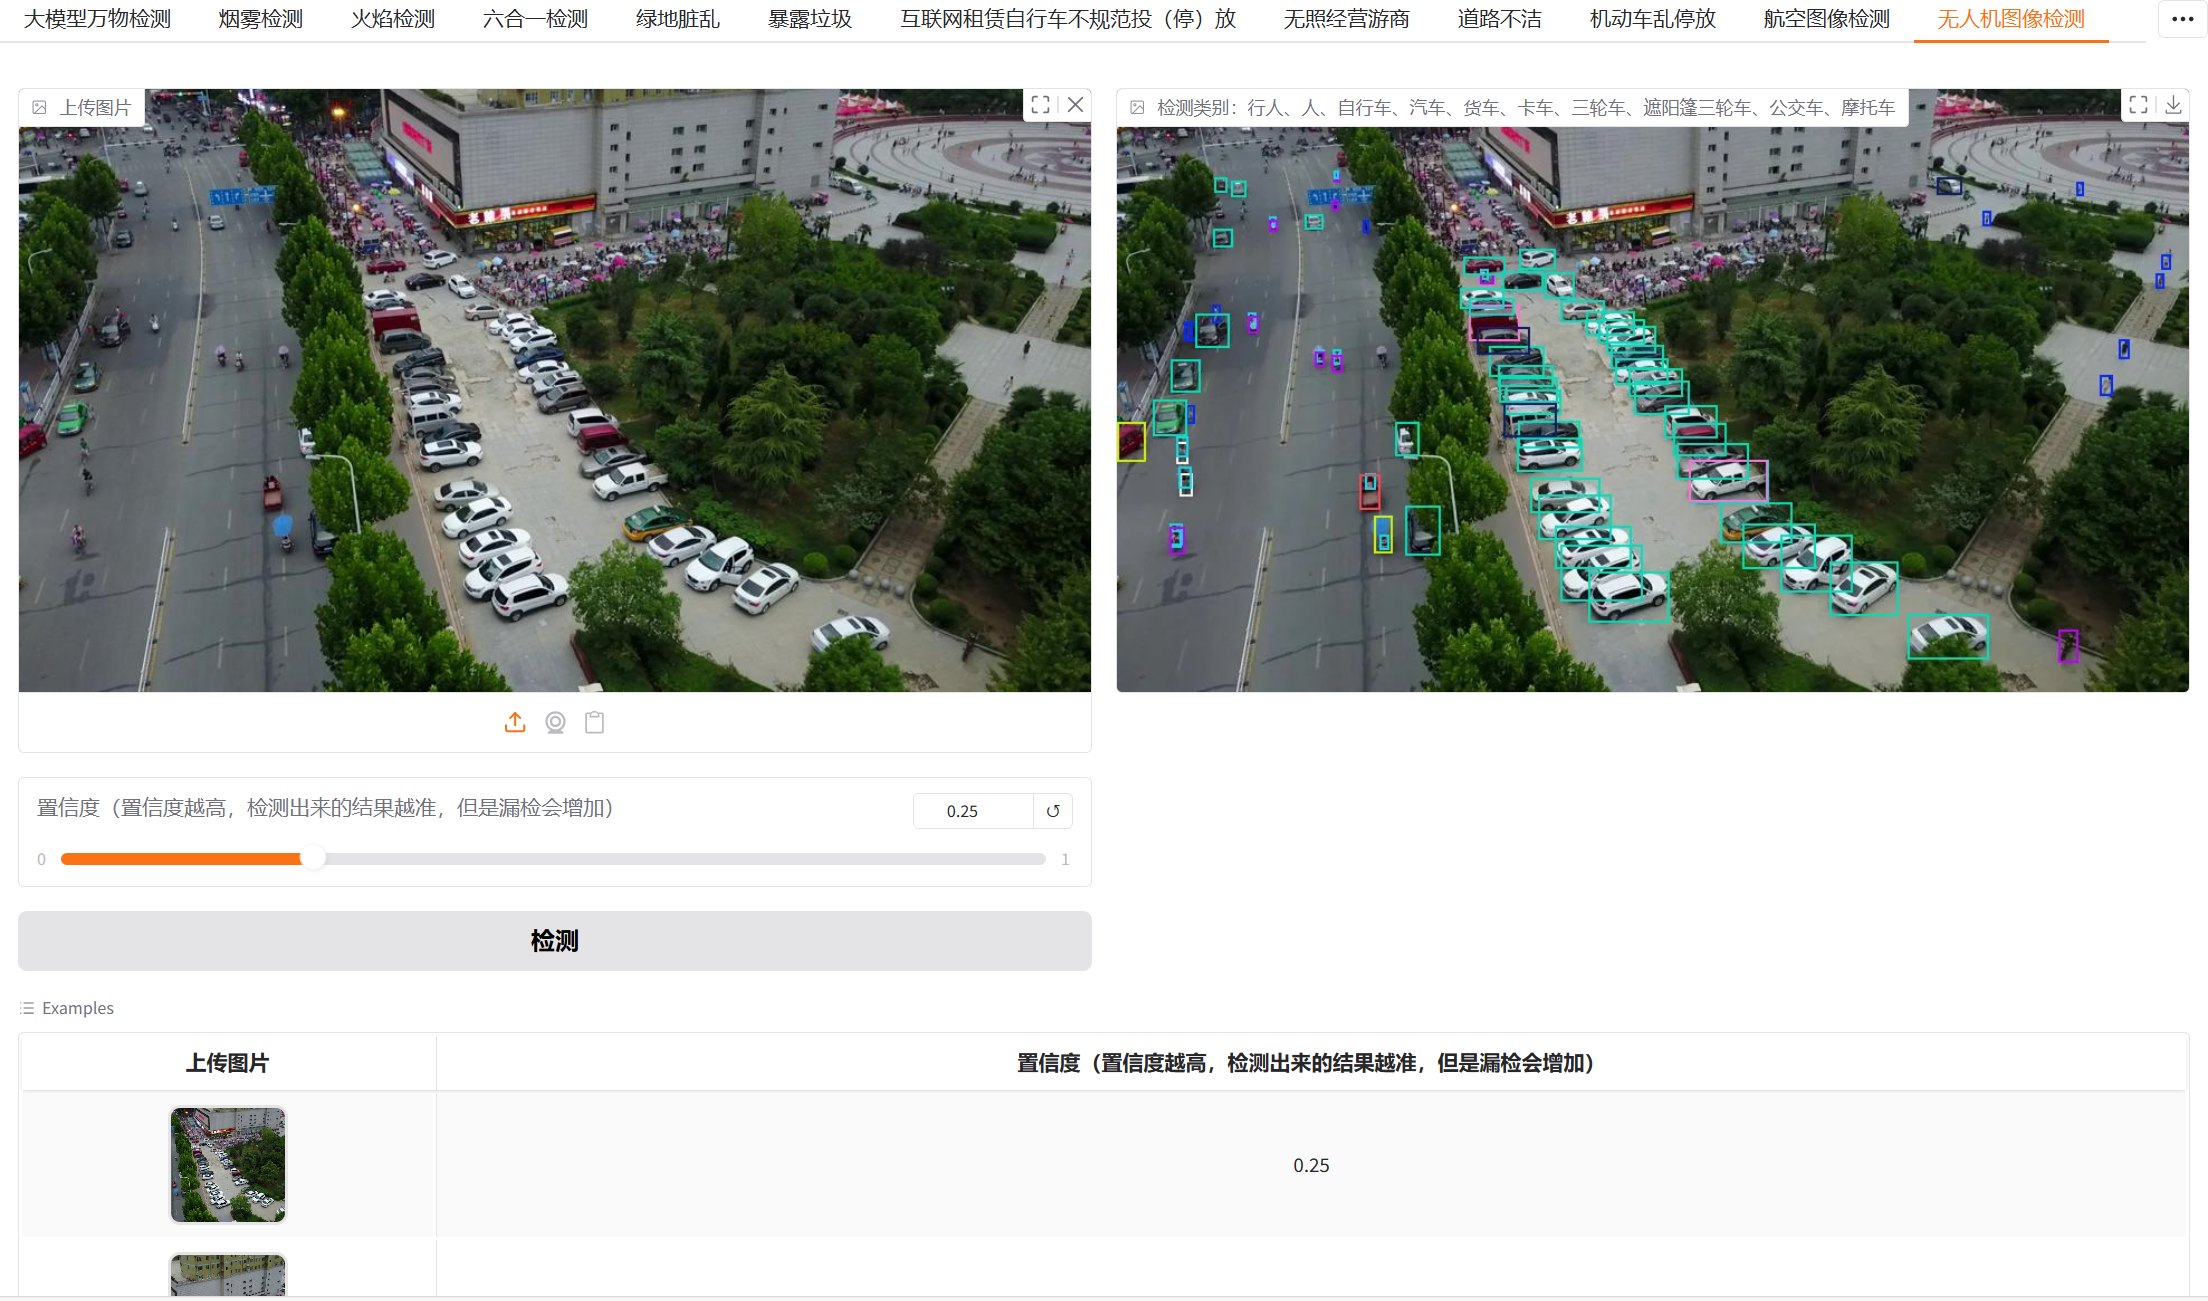 大模型万物检测
烟雾检测
火焰检测
六合一检测
绿地脏乱
暴露垃圾
互联网租赁自行车不规范投（停）放
无照经营游商
道路不洁
机动车乱停放
航空图像检测
无人机图像检测
上传图片
检测类别：行人、人、自行车、汽车、货车、卡车、三轮车、遮阳篷三轮车、公交车、摩托车
置信度（置信度越高，检测出来的结果越准，但是漏检会增加）
0.25
0
1
检测
Examples
上传图片
置信度（置信度越高，检测出来的结果越准，但是漏检会增加）
0.25